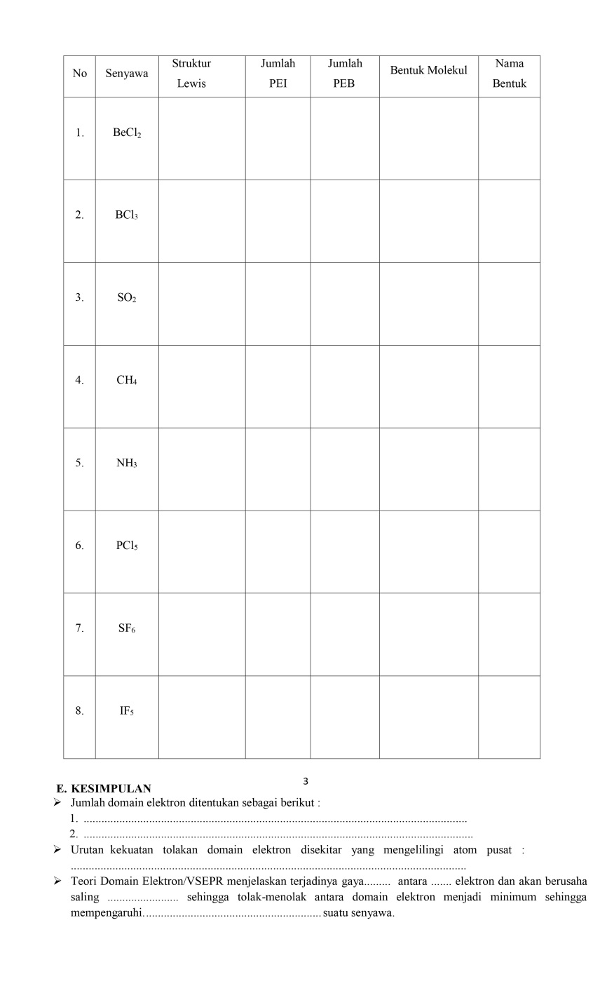 No Senyawa Struktur Lewis Jumlah PEI Jumlah PEB Bentuk Molekul Nama Bentuk
1. BeCl₂
2. BCl₃
3. SO₂
4. CH₄
5. NH₃
6. PCl₅
7. SF₆
8. IF₅
3
E. KESIMPULAN
➢ Jumlah domain elektron ditentukan sebagai berikut :
1. .................................................................................................................................
2. ...................................................................................................................................
➢ Urutan kekuatan tolakan domain elektron disekitar yang mengelilingi atom pusat :
.....................................................................................................................................
➢ Teori Domain Elektron/VSEPR menjelaskan terjadinya gaya......... antara ....... elektron dan akan berusaha
saling ........................ sehingga tolak-menolak antara domain elektron menjadi minimum sehingga
mempengaruhi............................................................suatu senyawa.